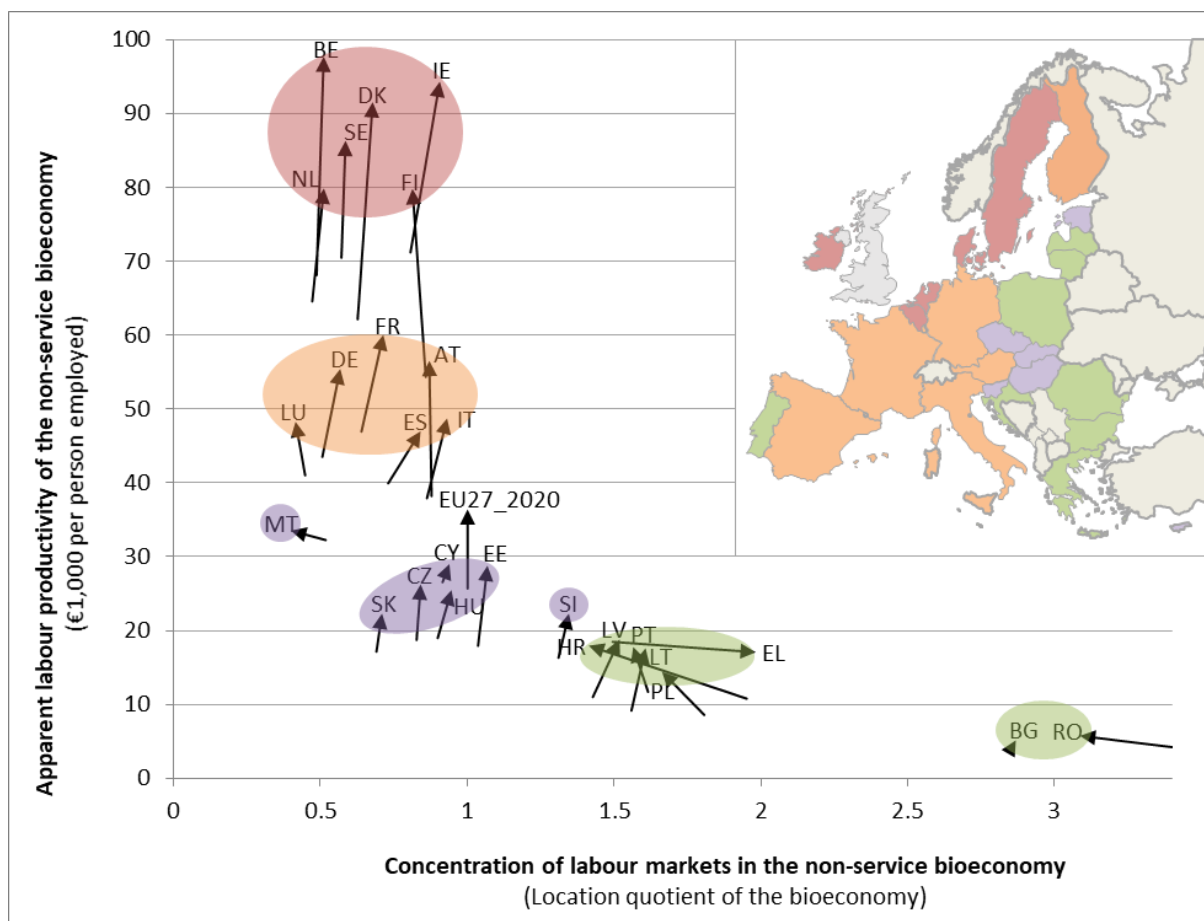 Apparent labour productivity of the non-service bioeconomy
(€1,000 per person employed)
100
90
80
70
60
50
40
30
20
10
0
BE
IE
DK
SE
NL
FI
FR
DE
AT
LU
ES
IT
MT
EU27_2020
CY
EE
CZ
SK
HU
SI
LV
PT
HR
LT
EL
PL
BG
RO
0
0.5
1
1.5
2
2.5
3
Concentration of labour markets in the non-service bioeconomy
(Location quotient of the bioeconomy)